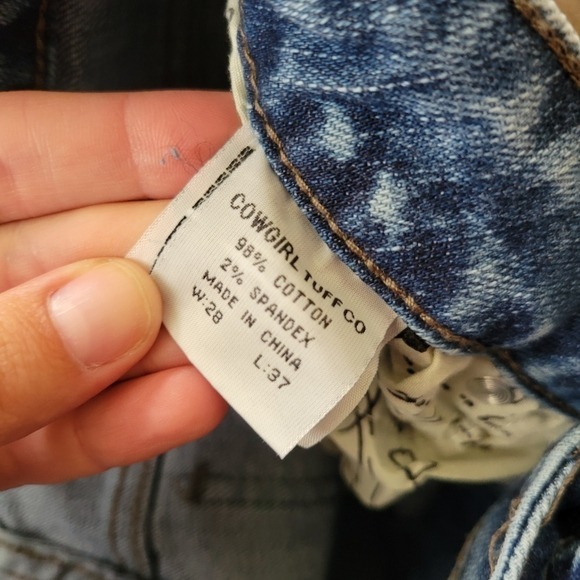 COWGIRL TUFF CO
98% COTTON
2% SPANDEX
MADE IN CHINA
W:28 L:37